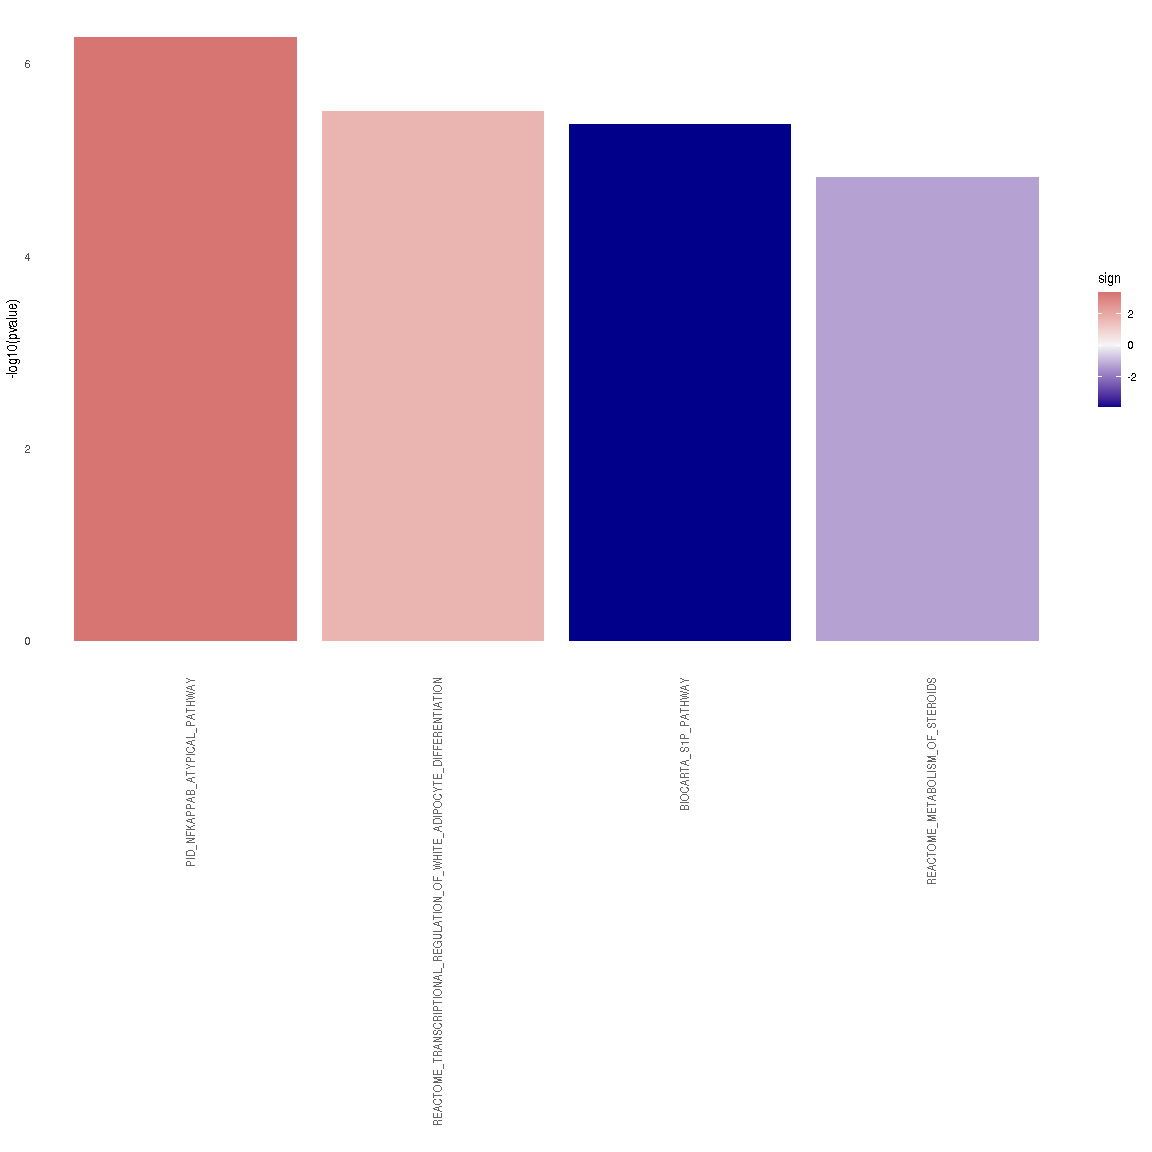 6
4
2
0
-log10(pvalue)
PID_NFKAPPAB_ATYPICAL_PATHWAY
REACTOME_TRANSCRIPTIONAL_REGULATION_OF_WHITE_ADIPOCYTE_DIFFERENTIATION
BIOCARTA_S1P_PATHWAY
REACTOME_METABOLISM_OF_STEROIDS
sign
2
0
-2